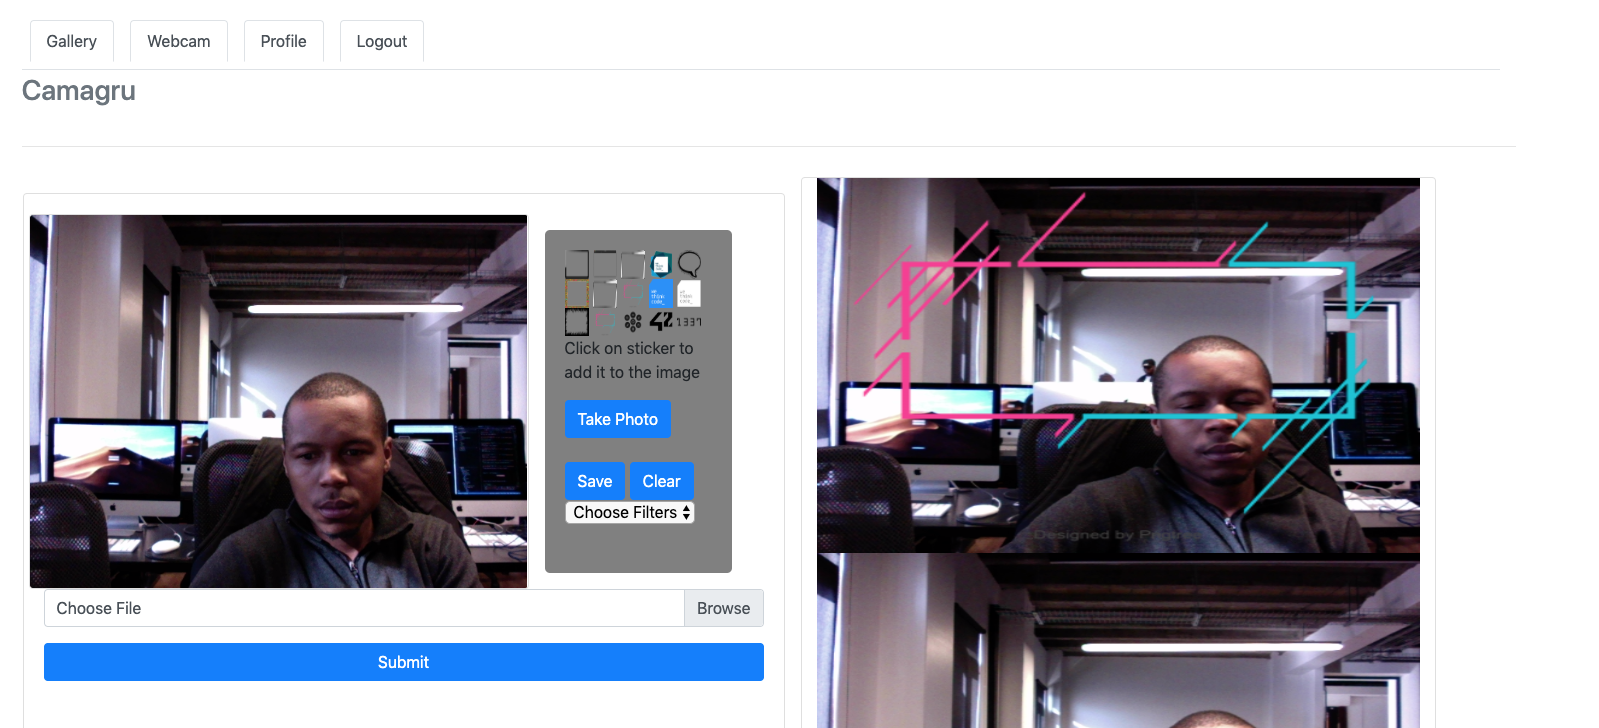 Gallery
Webcam
Profile
Logout
Camagru
42
1337
Click on sticker to
add it to the image
Take Photo
Save
Clear
Choose Filters
Choose File
Browse
Submit
Designed by